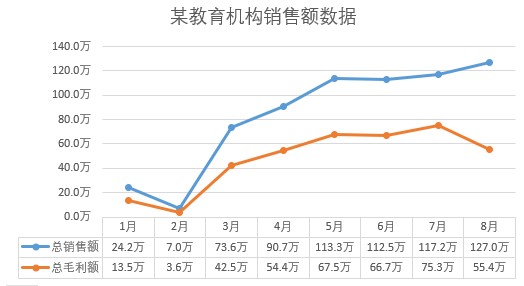 某教育机构销售额数据
140.0万
120.0万
100.0万
80.0万
60.0万
40.0万
20.0万
0.0万
1月 2月 3月 4月 5月 6月 7月 8月
总销售额 24.2万 7.0万 73.6万 90.7万 113.3万 112.5万 117.2万 127.0万
总毛利额 13.5万 3.6万 42.5万 54.4万 67.5万 66.7万 75.3万 55.4万